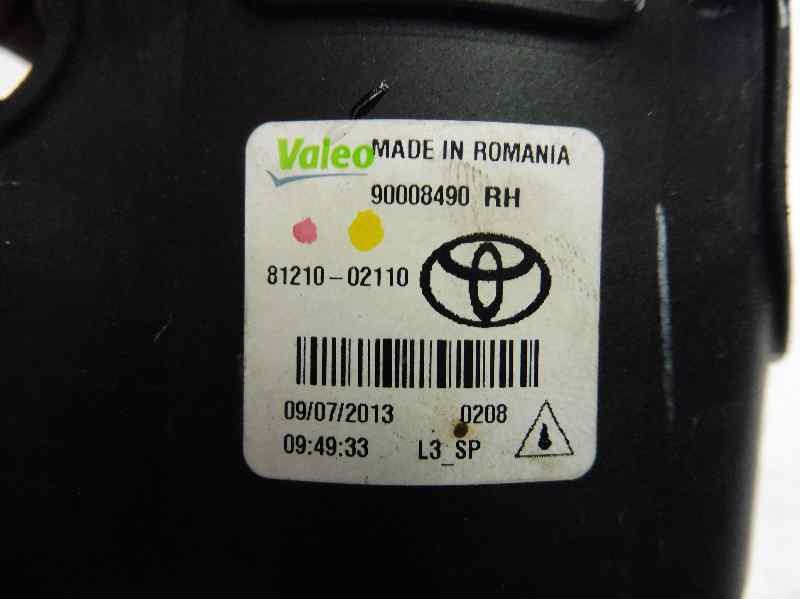 Valeo MADE IN ROMANIA
90008490 RH
81210-02110
09/07/2013 0208
09:49:33 L3_SP